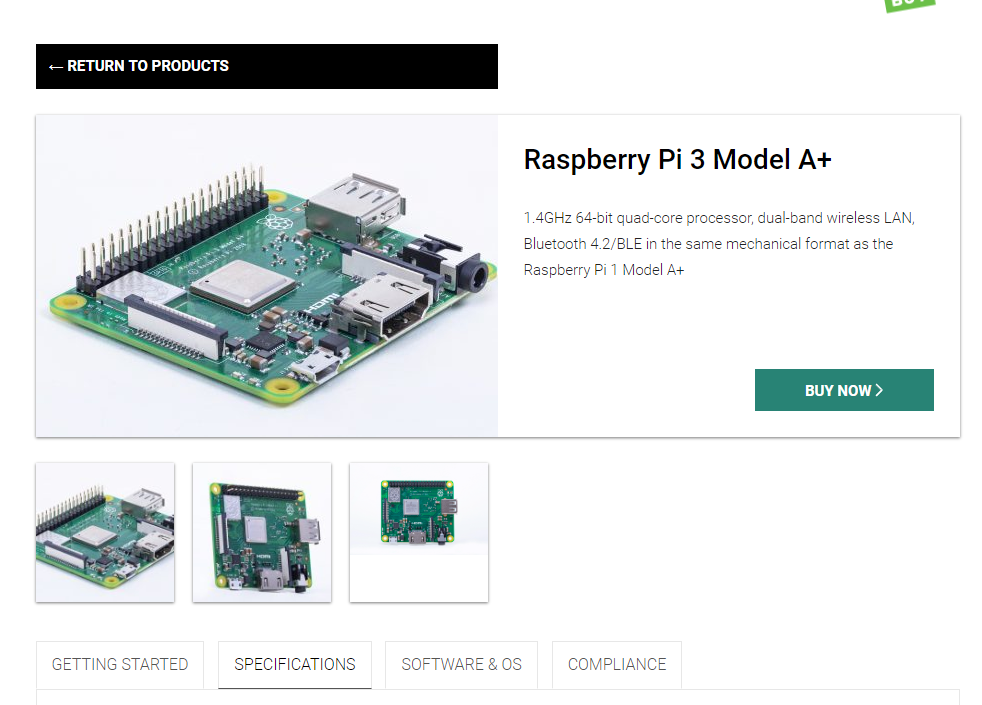 ← RETURN TO PRODUCTS
Raspberry Pi 3 Model A+
1.4GHz 64-bit quad-core processor, dual-band wireless LAN,
Bluetooth 4.2/BLE in the same mechanical format as the
Raspberry Pi 1 Model A+
HDMI
BUY NOW >
GETTING STARTED
SPECIFICATIONS
SOFTWARE & OS
COMPLIANCE